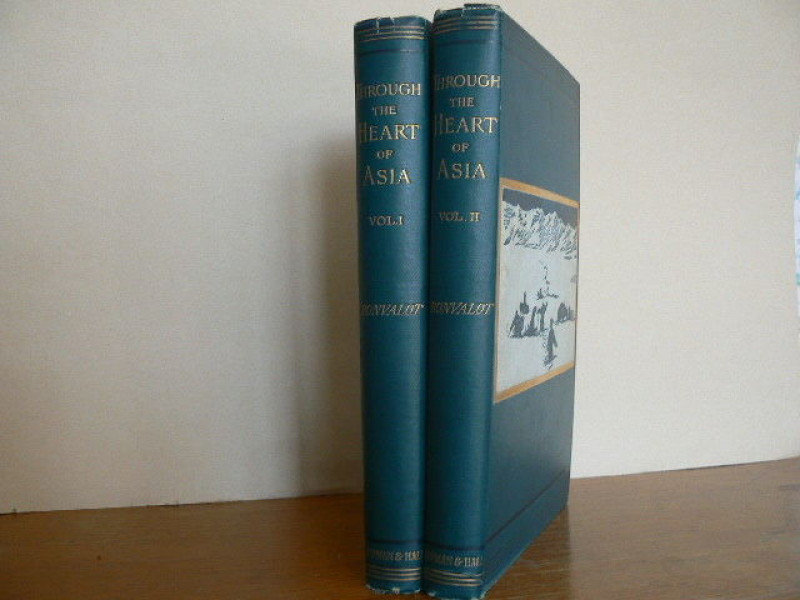 THROUGH
THE
HEART
OF
ASIA
VOL.I
BONVALOT
THROUGH
THE
HEART
OF
ASIA
VOL. II
BONVALOT